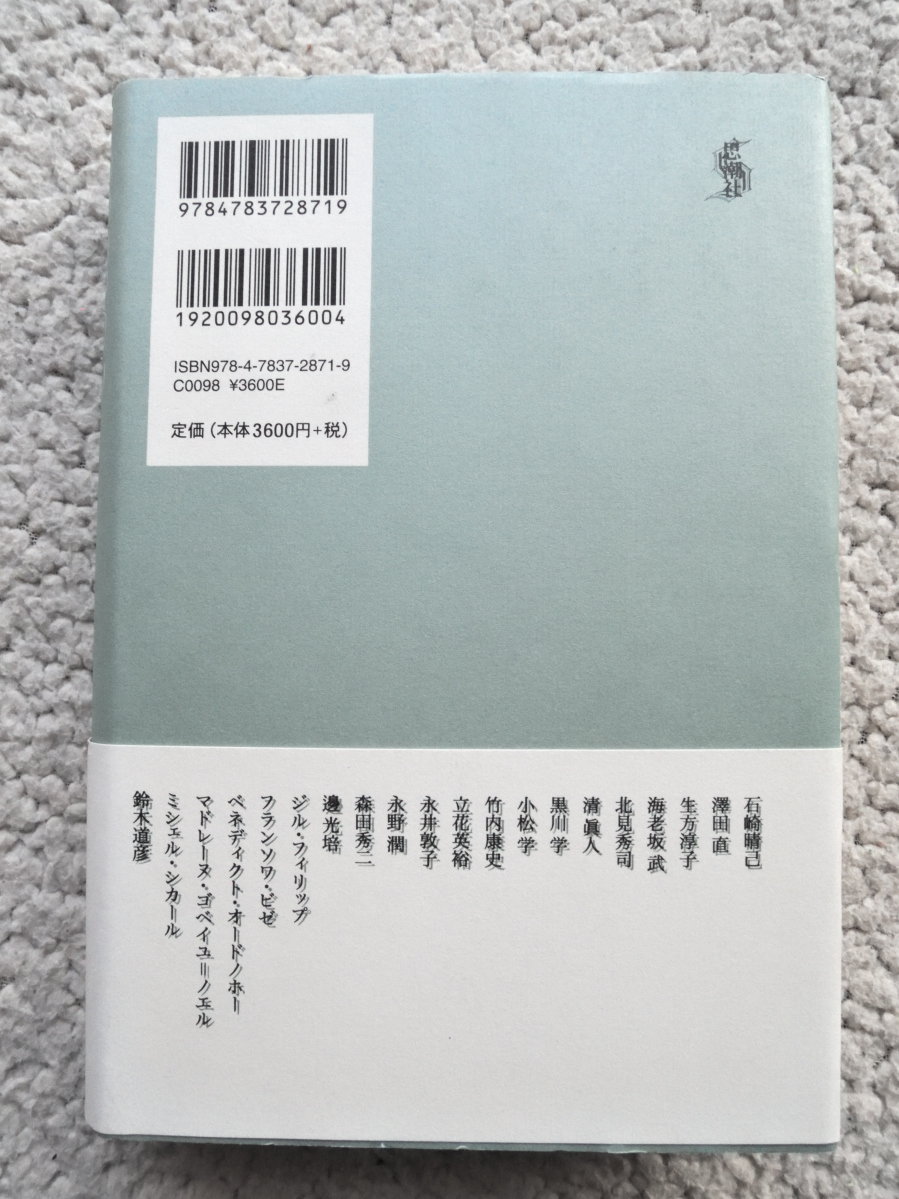 9784783728719
1920098036004
ISBN978-4-7837-2871-9
C0098 ¥3600E
定価(本体3600円+税)
思潮社
石崎晴己
澤田直
生方淳子
海老坂武
北見秀司
清眞人
黒川学
小松学
竹内康史
立花英裕
永井敦子
永野潤
森田秀二
邊光培
ジル・フィリップ
フランソワ・ビゼ
ベネディクト・オードノホー
マドレーヌ・ゴベイユ=ノエル
ミシェル・シカール
鈴木道彦